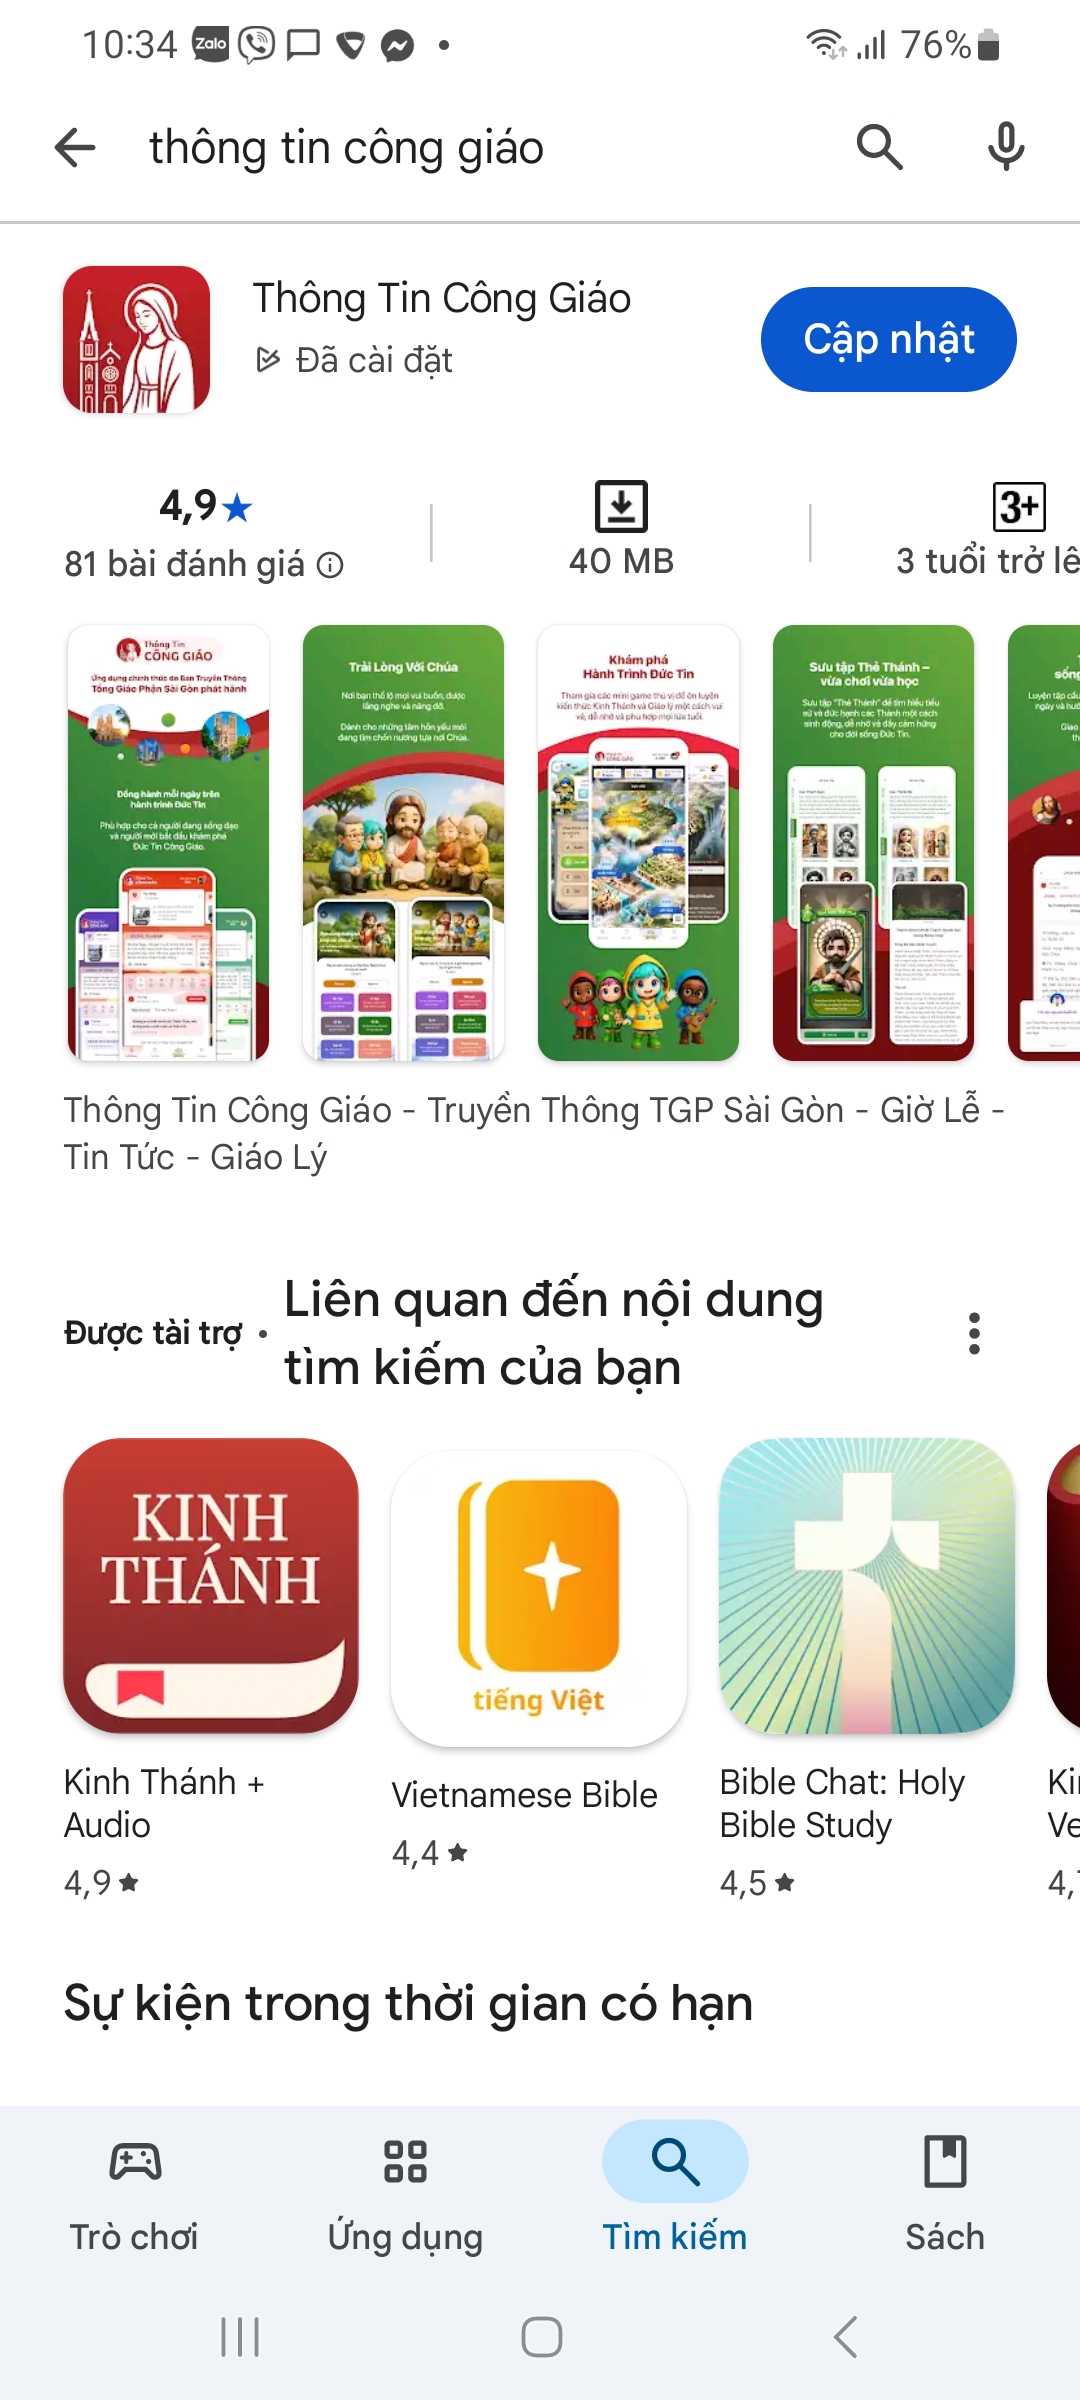 10:34
Zalo
76%
thông tin công giáo
Thông Tin Công Giáo
Đã cài đặt
Cập nhật
4,9★
81 bài đánh giá
40 MB
3+
3 tuổi trở lê
Thông Tin
CÔNG GIÁO
Ứng dụng chính thức do Ban Truyền Thông
Tổng Giáo Phận Sài Gòn phát hành
Đồng hành mỗi ngày trên
hành trình Đức Tin
Phù hợp cho cả người đang sống đạo
và người mới bắt đầu khám phá
Đức Tin Công Giáo.
Trải Lòng Với Chúa
Nơi bạn thổ lộ mọi vui buồn, được
lắng nghe và nâng đỡ.
Dành cho những tâm hồn yếu mỏi
đang tìm chốn nương tựa nơi Chúa.
Khám phá
Hành Trình Đức Tin
Tham gia các mini game thú vị để ôn luyện
kiến thức Kinh Thánh và Giáo lý một cách vui
vẻ, dễ nhớ và phù hợp mọi lứa tuổi.
Sưu tập Thẻ Thánh –
vừa chơi vừa học
Sưu tập "Thẻ Thánh" để tìm hiểu tiểu
sử và đức hạnh các Thánh một cách
sinh động, dễ nhớ và đầy cảm hứng
cho đời sống Đức Tin.
Thông Tin Công Giáo - Truyền Thông TGP Sài Gòn - Giờ Lễ -
Tin Tức - Giáo Lý
Được tài trợ •
Liên quan đến nội dung
tìm kiếm của bạn
KINH
THÁNH
tiếng Việt
Kinh Thánh +
Audio
4,9★
Vietnamese Bible
4,4★
Bible Chat: Holy
Bible Study
4,5★
Sự kiện trong thời gian có hạn
Trò chơi
Ứng dụng
Tìm kiếm
Sách